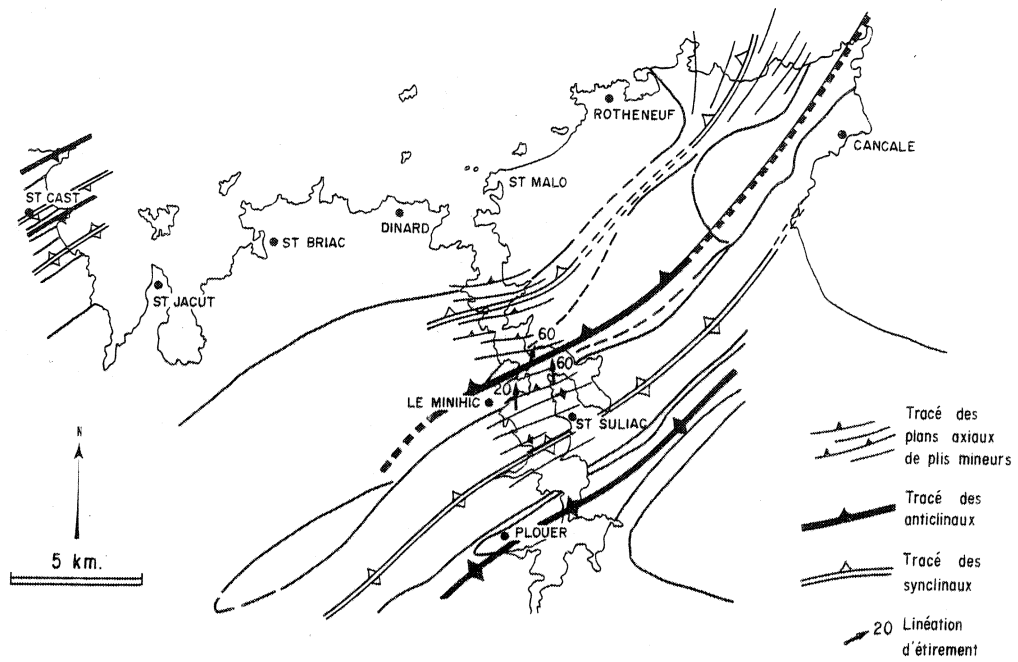 ROTHENEUF
CANCALE
ST MALO
ST CAST
DINARD
ST BRIAC
ST JACUT
60
60
20
LE MINIHIC
ST SULIAC
N
PLOUER
5 km.
Tracé des
plans axiaux
de plis mineurs
Tracé des
anticlinaux
Tracé des
synclinaux
20 Linéation
d'étirement